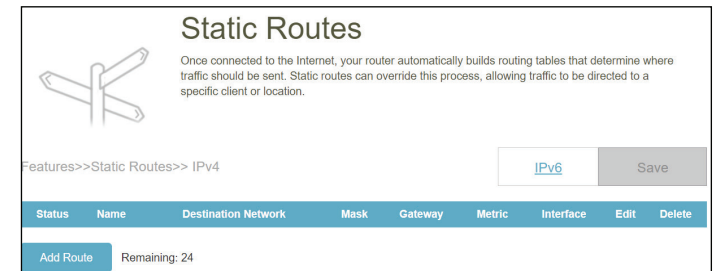 Static Routes
Once connected to the Internet, your router automatically builds routing tables that determine where
traffic should be sent. Static routes can override this process, allowing traffic to be directed to a
specific client or location.
Features>>Static Routes>> IPv4
IPv6
Save
Status Name Destination Network Mask Gateway Metric Interface Edit Delete
Add Route Remaining: 24